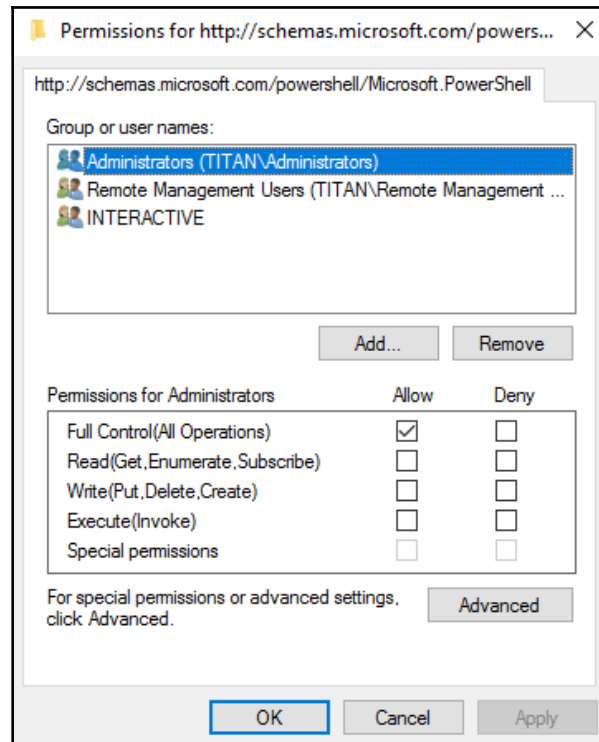 Permissions for http://schemas.microsoft.com/powers...
http://schemas.microsoft.com/powershell/Microsoft.PowerShell
Group or user names:
Administrators (TITAN\Administrators)
Remote Management Users (TITAN\Remote Management ...
INTERACTIVE
Add... Remove
Permissions for Administrators Allow Deny
Full Control(All Operations)
Read(Get,Enumerate,Subscribe)
Write(Put,Delete,Create)
Execute(Invoke)
Special permissions
For special permissions or advanced settings,
click Advanced.
Advanced
OK Cancel Apply